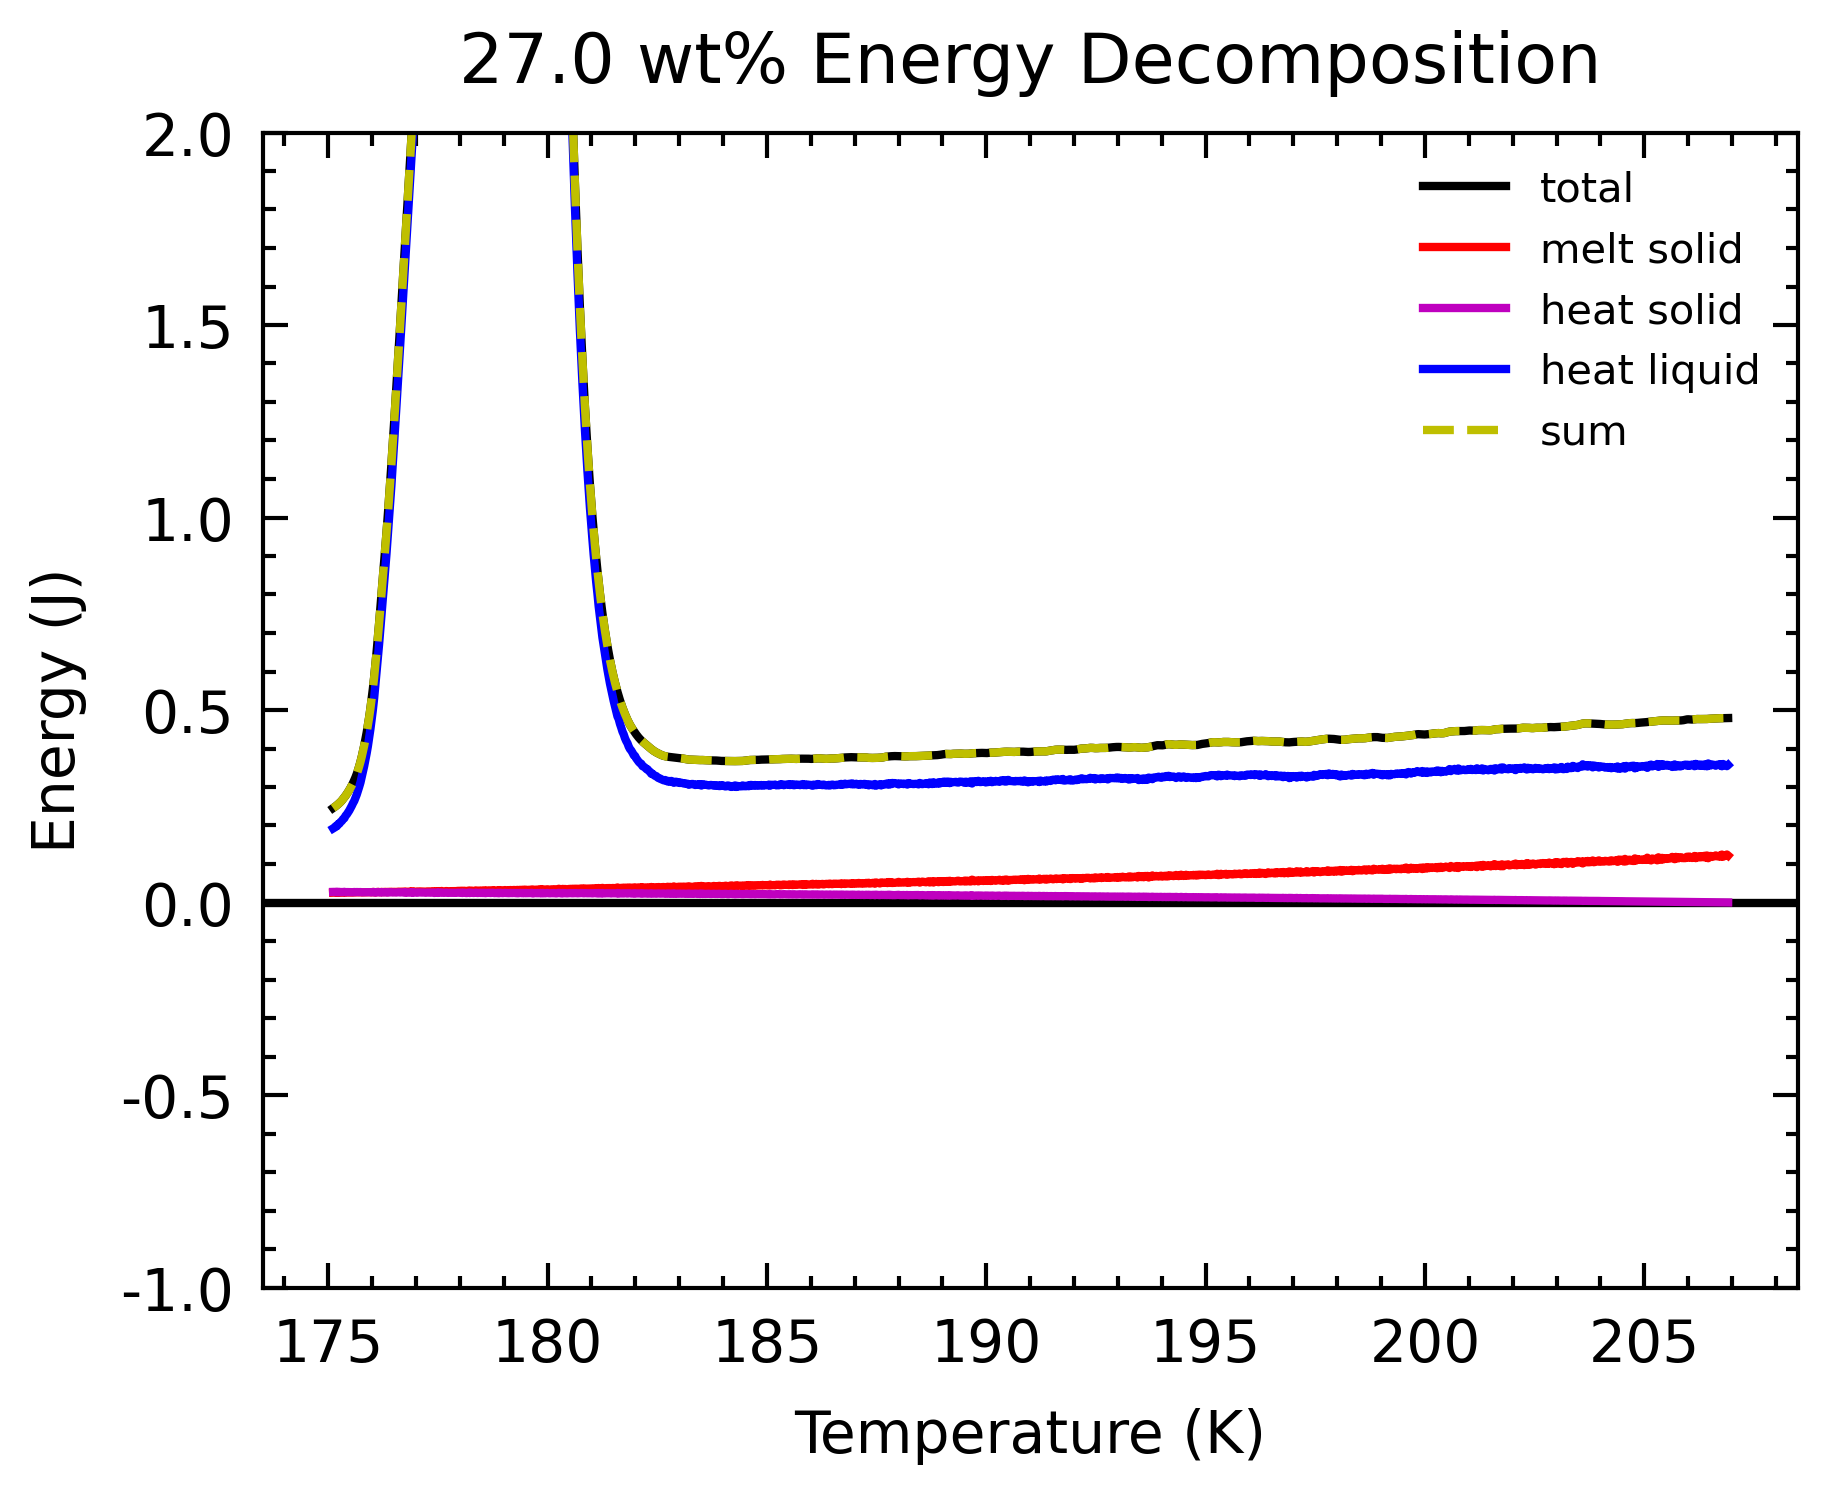 27.0 wt% Energy Decomposition
2.0
1.5
1.0
0.5
0.0
-0.5
-1.0
Energy (J)
total
melt solid
heat solid
heat liquid
sum
175 180 185 190 195 200 205
Temperature (K)